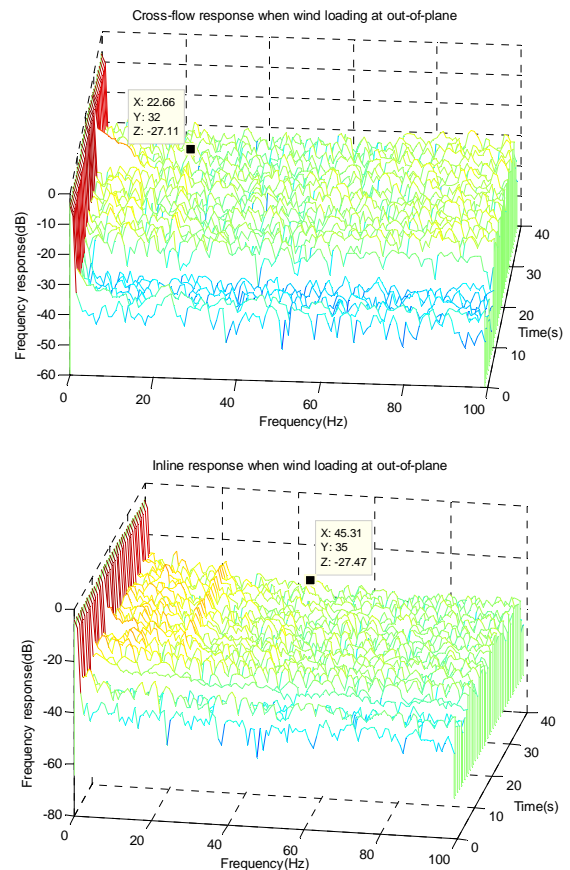 Cross-flow response when wind loading at out-of-plane
X: 22.66
Y: 32
Z: -27.11
0
-10
-20
-30
-40
-50
-60
Frequency response(dB)
0
20
40
60
80
100
Frequency(Hz)
0
10
20
30
40
Time(s)
Inline response when wind loading at out-of-plane
X: 45.31
Y: 35
Z: -27.47
0
-20
-40
-60
-80
Frequency response(dB)
0
20
40
60
80
100
Frequency(Hz)
0
10
20
30
40
Time(s)